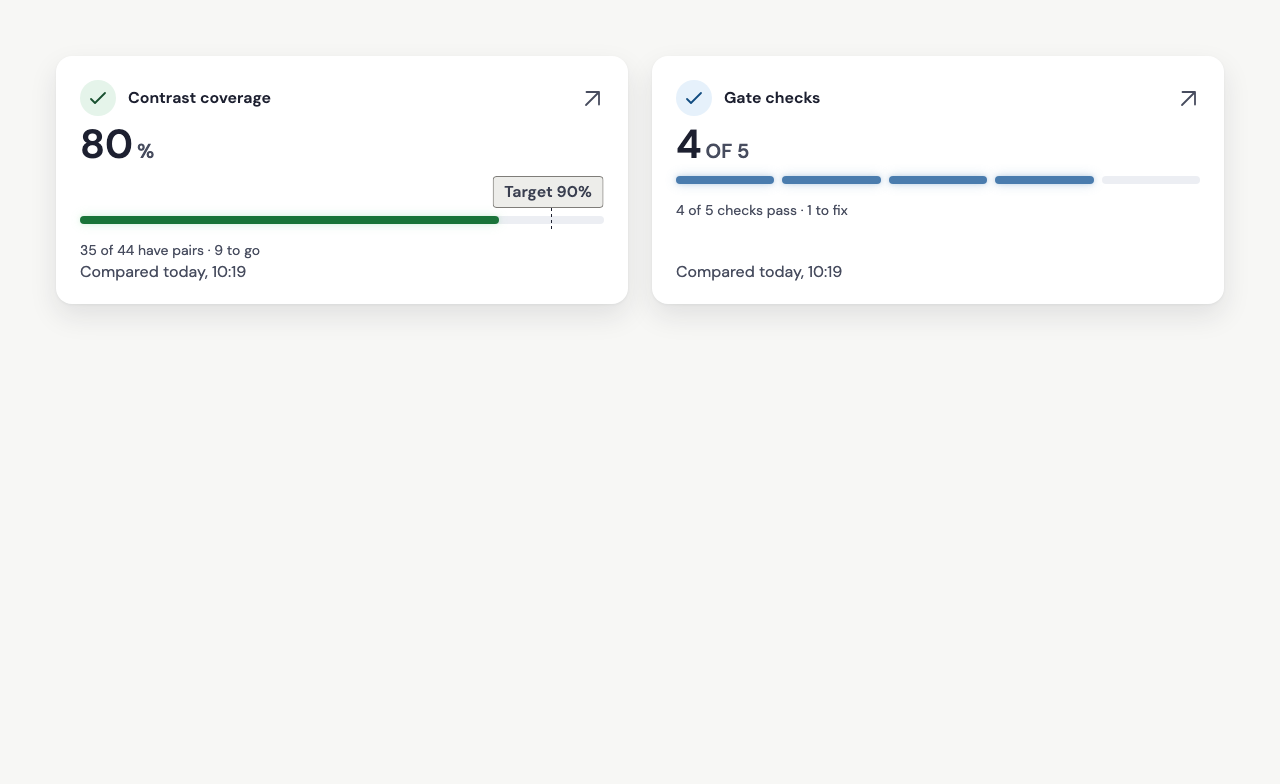 Contrast coverage
80 %
Target 90%
35 of 44 have pairs · 9 to go
Compared today, 10:19
Gate checks
4 OF 5
4 of 5 checks pass · 1 to fix
Compared today, 10:19